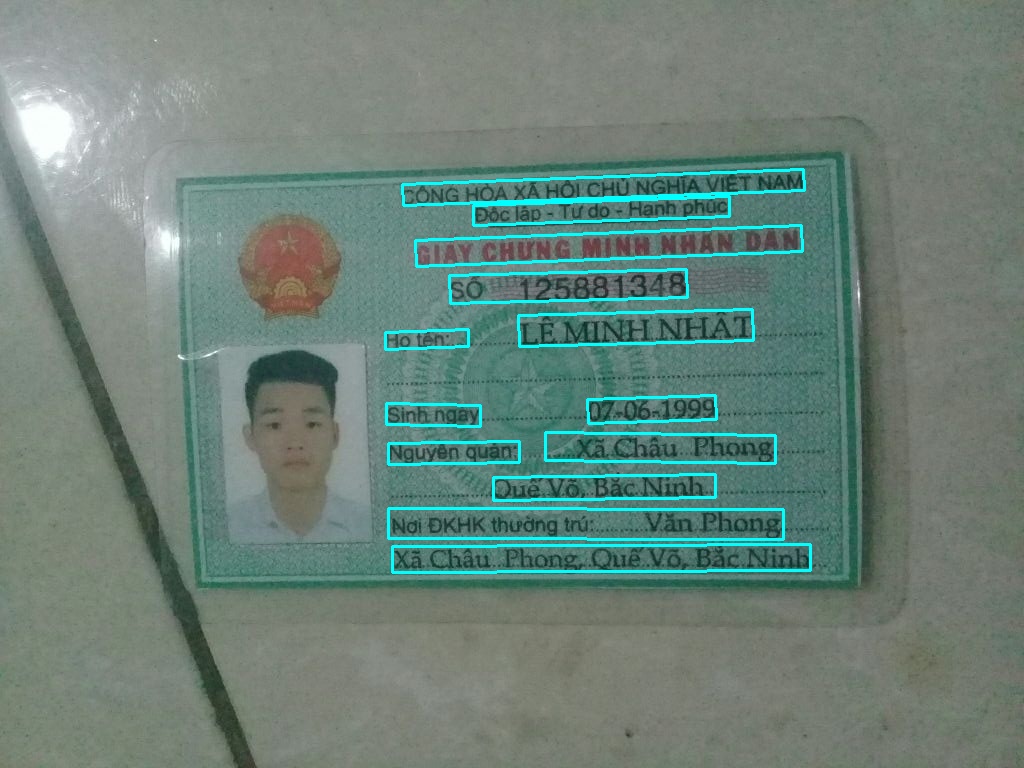 CỘNG HÒA XÃ HỘI CHỦ NGHĨA VIỆT NAM
Độc lập - Tự do - Hạnh phúc
GIẤY CHỨNG MINH NHÂN DÂN
SỐ 125881348
Họ tên: LÊ MINH NHẬT
Sinh ngày 07-06-1999
Nguyên quán: Xã Châu Phong
Quế Võ, Bắc Ninh
Nơi ĐKHK thường trú: Văn Phong
Xã Châu Phong, Quế Võ, Bắc Ninh